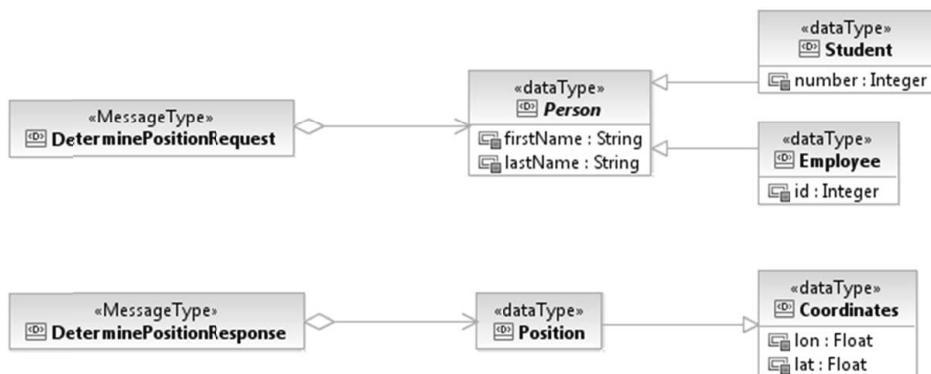 «MessageType»
DeterminePositionRequest
«dataType»
Person
firstName : String
lastName : String
«dataType»
Student
number : Integer
«dataType»
Employee
id : Integer
«MessageType»
DeterminePositionResponse
«dataType»
Position
«dataType»
Coordinates
lon : Float
lat : Float